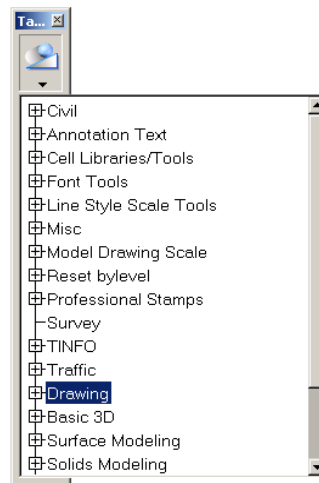 Ta...
Civil
Annotation Text
Cell Libraries/Tools
Font Tools
Line Style Scale Tools
Misc
Model Drawing Scale
Reset bylevel
Professional Stamps
Survey
TINFO
Traffic
Drawing
Basic 3D
Surface Modeling
Solids Modeling